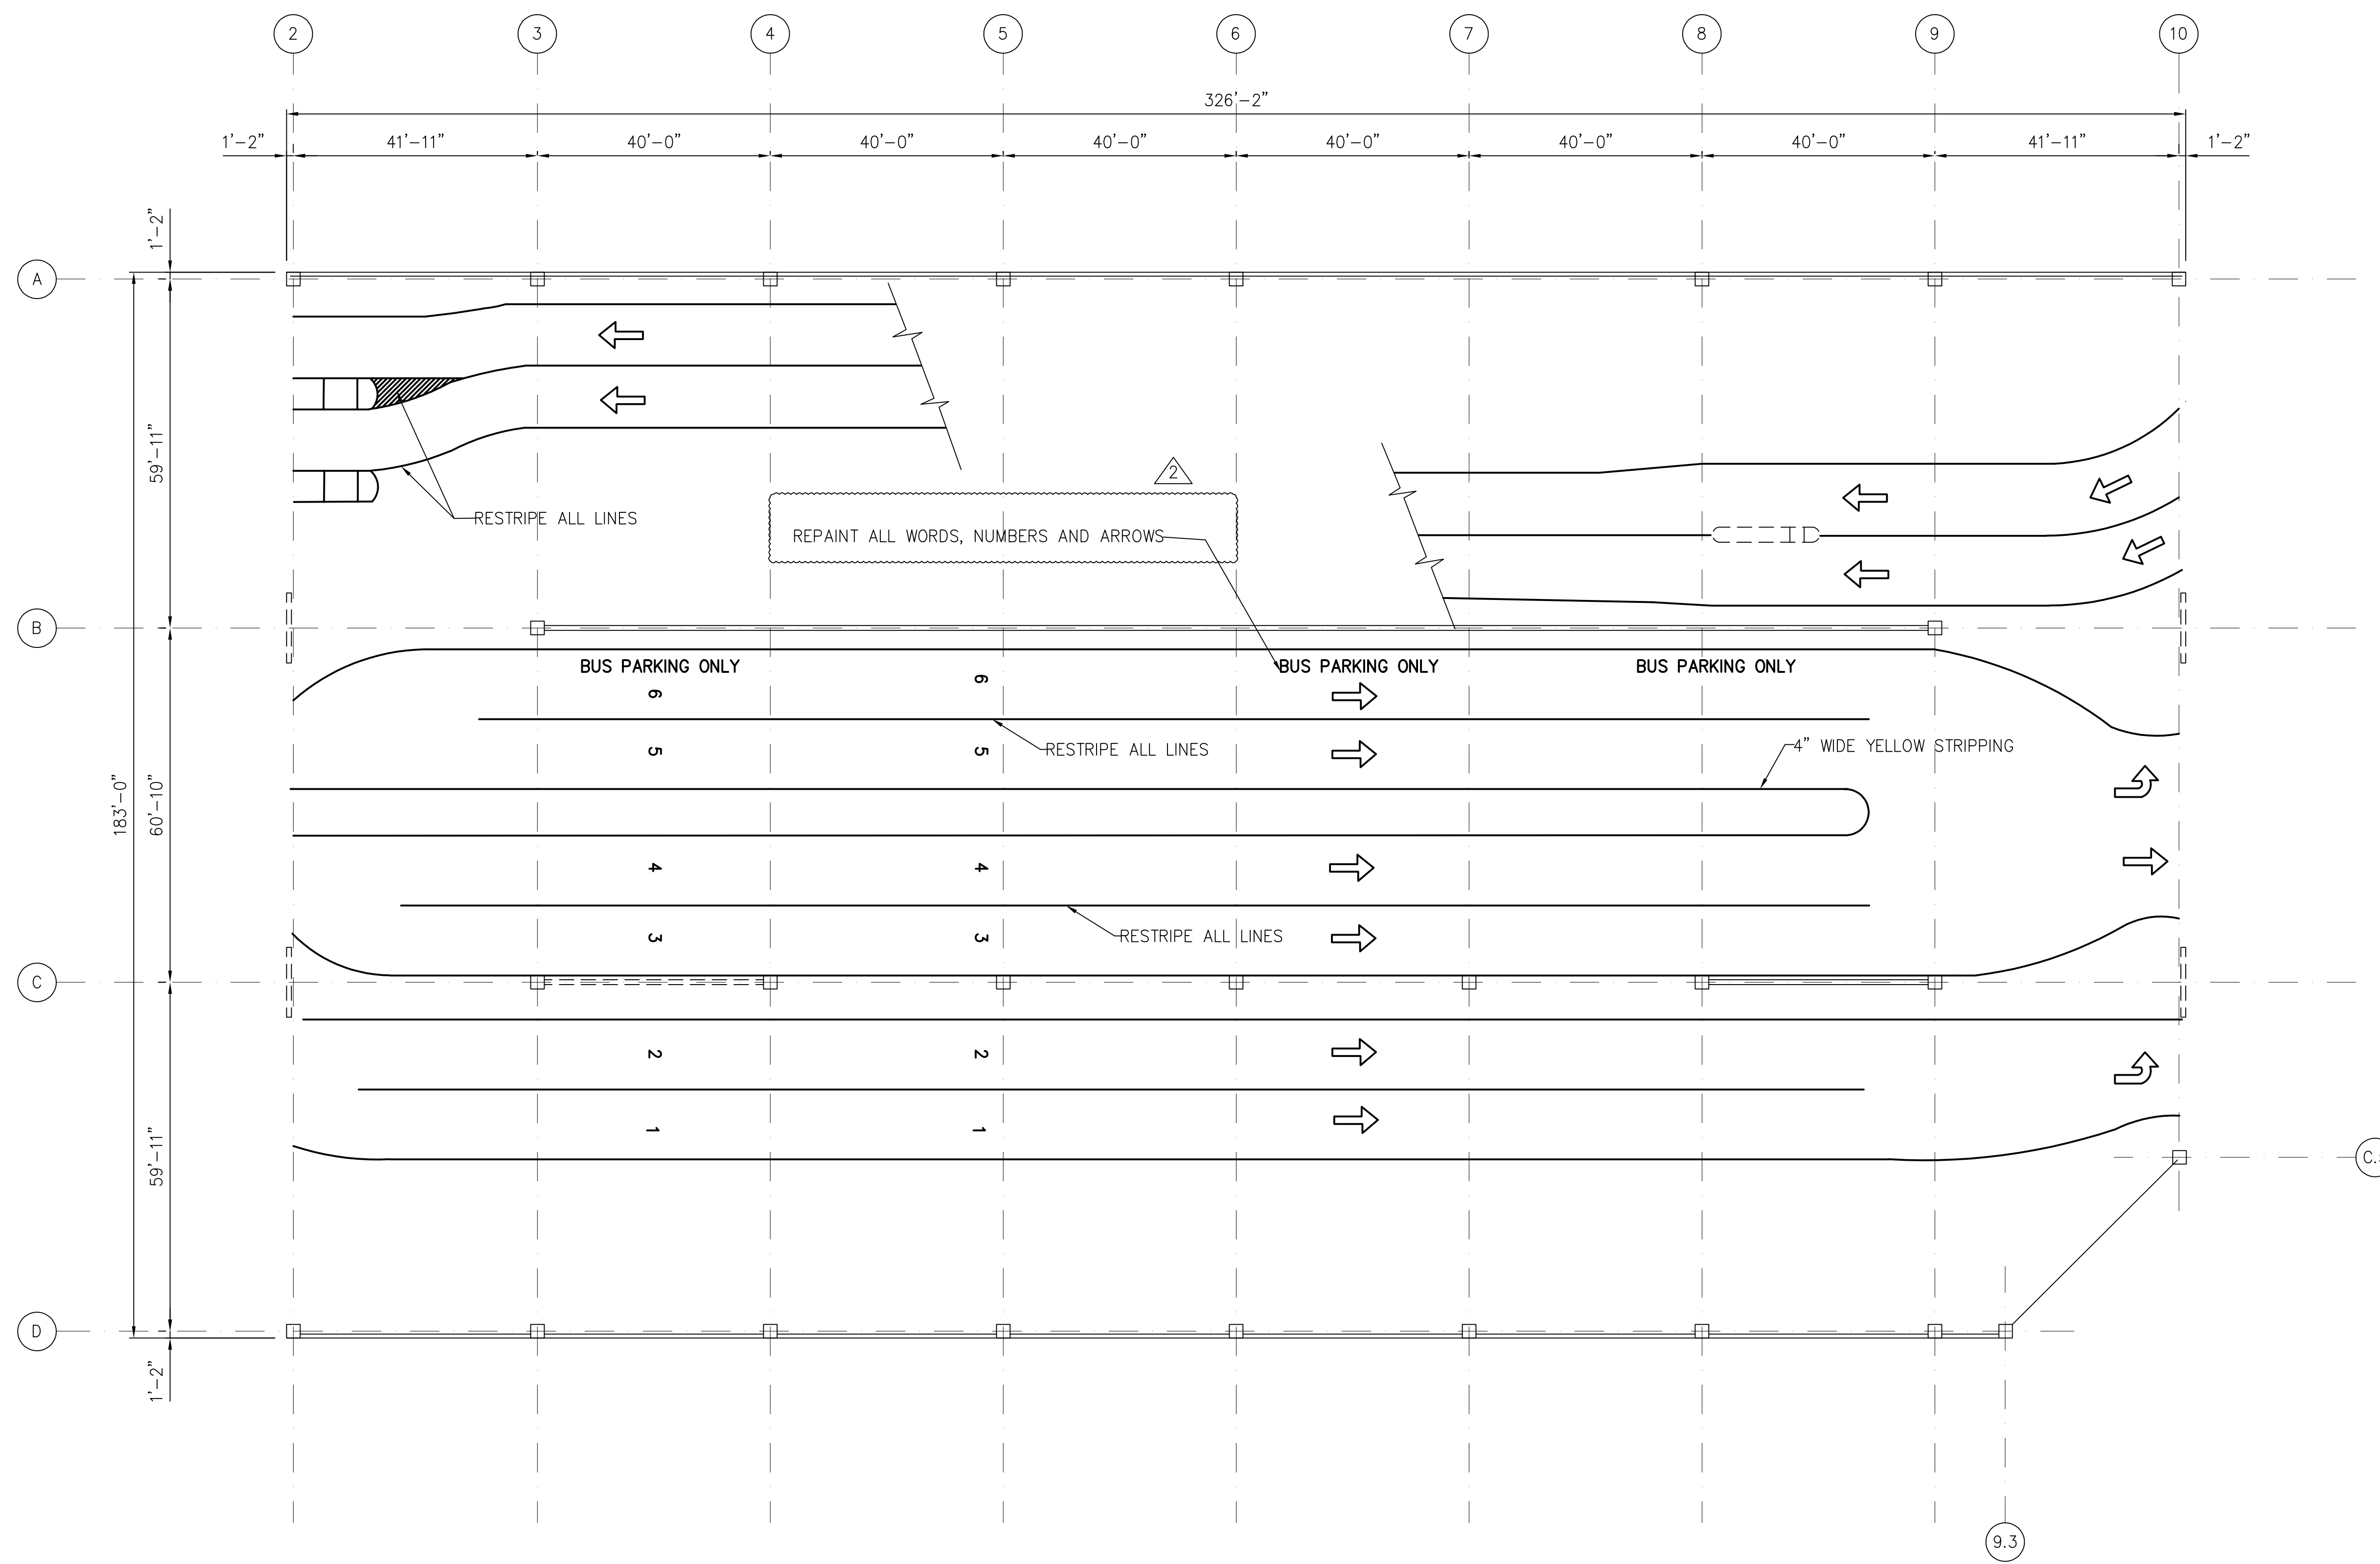 2 3 4 5 6 7 8 9 10
326'-2"
1'-2" 41'-11" 40'-0" 40'-0" 40'-0" 40'-0" 40'-0" 40'-0" 41'-11" 1'-2"
1'-2"
A
59'-11"
2
RESTRIPE ALL LINES
REPAINT ALL WORDS, NUMBERS AND ARROWS
B
BUS PARKING ONLY BUS PARKING ONLY BUS PARKING ONLY
6 6
RESTRIPE ALL LINES
4" WIDE YELLOW STRIPPING
5 5
183'-0"
60'-10"
4 4
RESTRIPE ALL LINES
3 3
C
2 2
1 1
59'-11"
D
1'-2"
9.3